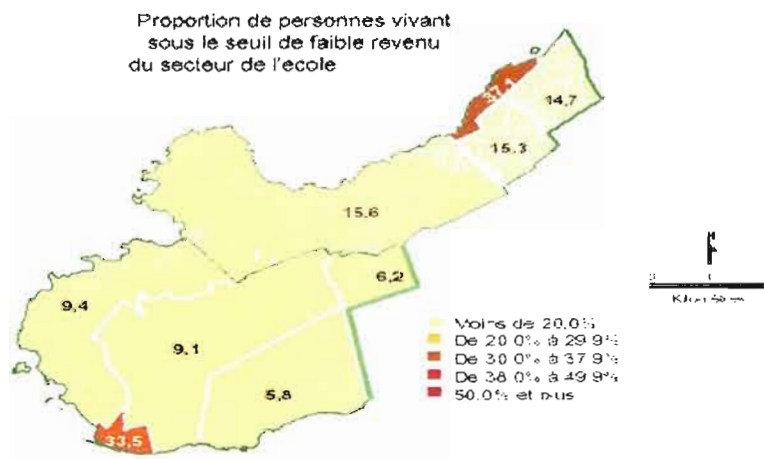 Proportion de personnes vivant
sous le seuil de faible revenu
du secteur de l'ecole
37,1
14,7
15.3
15.6
6,2
9,4
9,1
5,8
33,5
Moins de 20.0%
De 20 0% à 29 9%
De 30 0% à 37 9%
De 38 0% à 49 9%
50.0% et plus
N